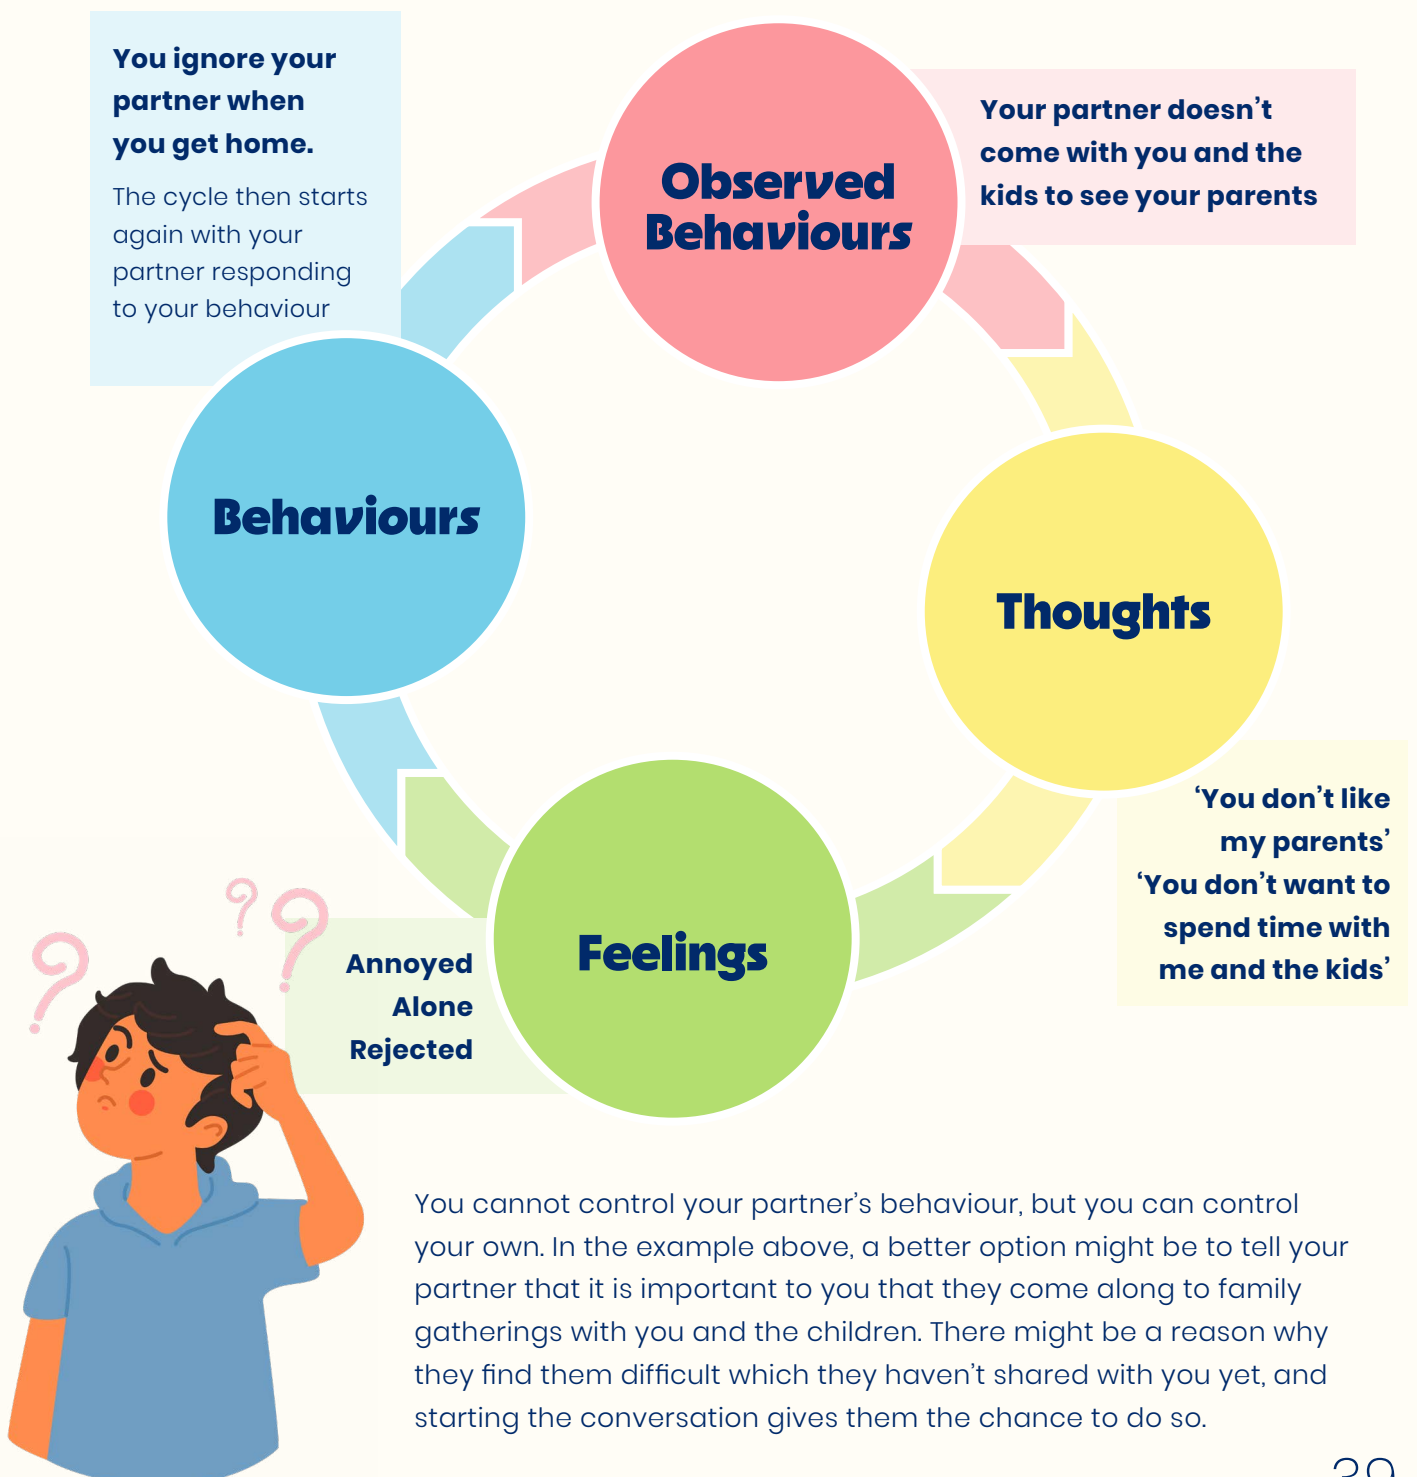 You ignore your
partner when
you get home.
The cycle then starts
again with your
partner responding
to your behaviour
Observed
Behaviours
Your partner doesn’t
come with you and the
kids to see your parents
Behaviours
Thoughts
‘You don’t like
my parents’
‘You don’t want to
spend time with
me and the kids’
Feelings
Annoyed
Alone
Rejected
? ? ?
You cannot control your partner’s behaviour, but you can control
your own. In the example above, a better option might be to tell your
partner that it is important to you that they come along to family
gatherings with you and the children. There might be a reason why
they find them difficult which they haven’t shared with you yet, and
starting the conversation gives them the chance to do so.